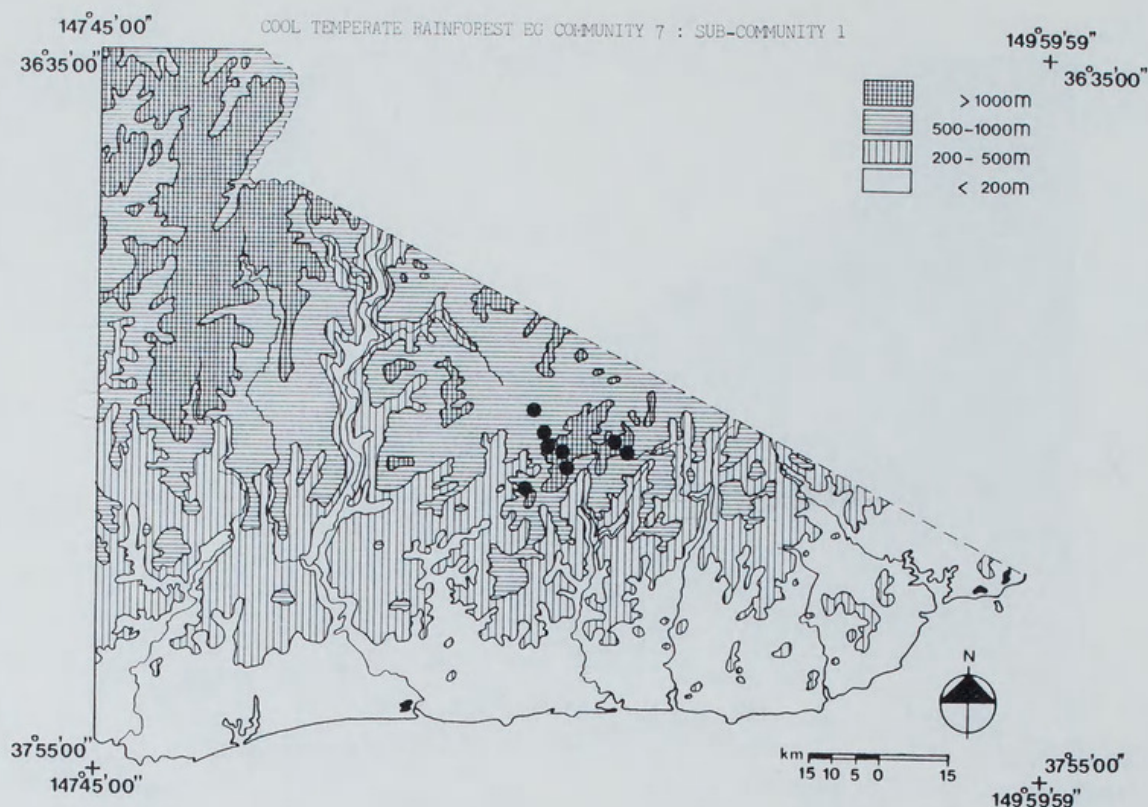 COOL TEMPERATE RAINFOREST EG COMMUNITY 7 : SUB-COMMUNITY 1
147°45'00"
3635'00"
149°59'59"
36°35'00"
> 1000m
500-1000m
200- 500m
< 200m
N
km
15 10 5 0 15
37°55'00"
147°45'00"
37°55'00"
149°59'59"